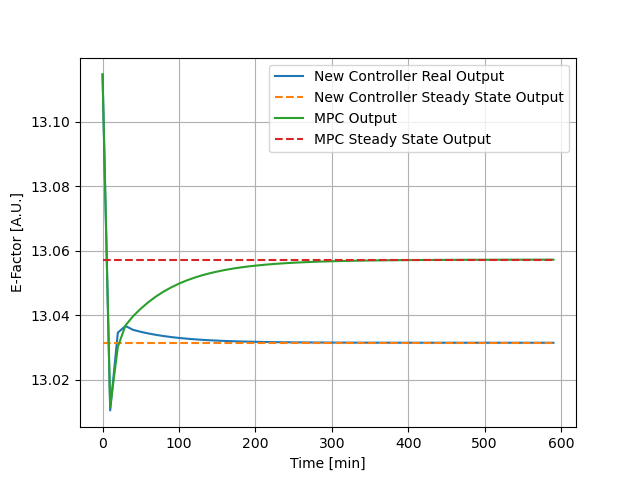 New Controller Real Output
New Controller Steady State Output
MPC Output
MPC Steady State Output
13.10
13.08
13.06
13.04
13.02
E-Factor [A.U.]
0 100 200 300 400 500 600
Time [min]